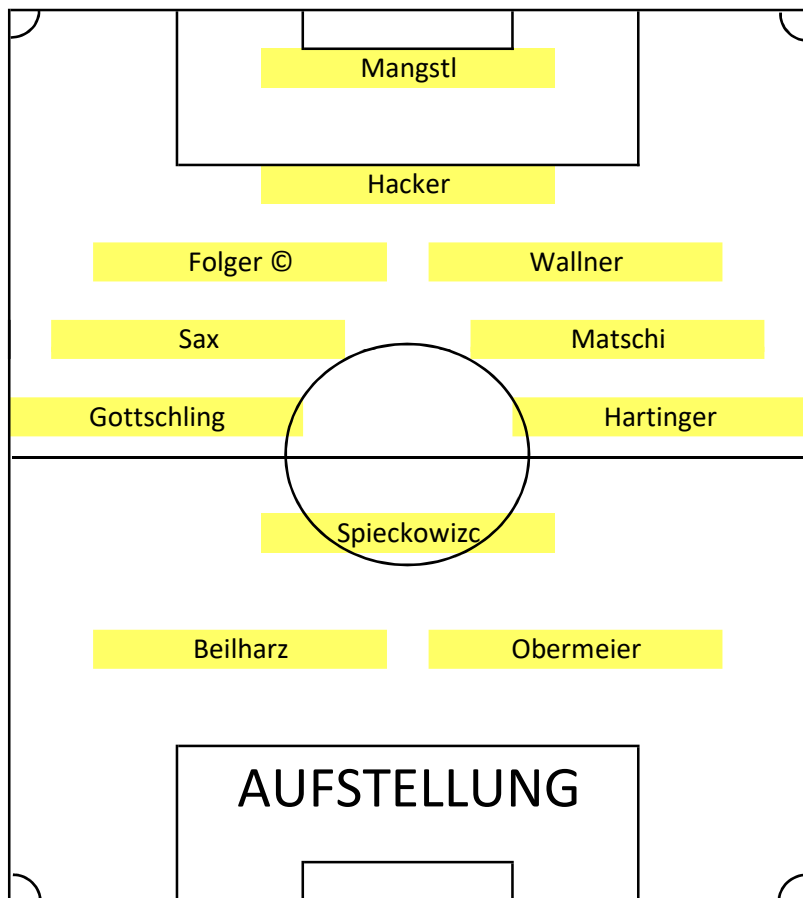 Mangstl
Hacker
Folger © Wallner
Sax Matschi
Gottschling Hartinger
Spieckowizc
Beilharz Obermeier
AUFSTELLUNG